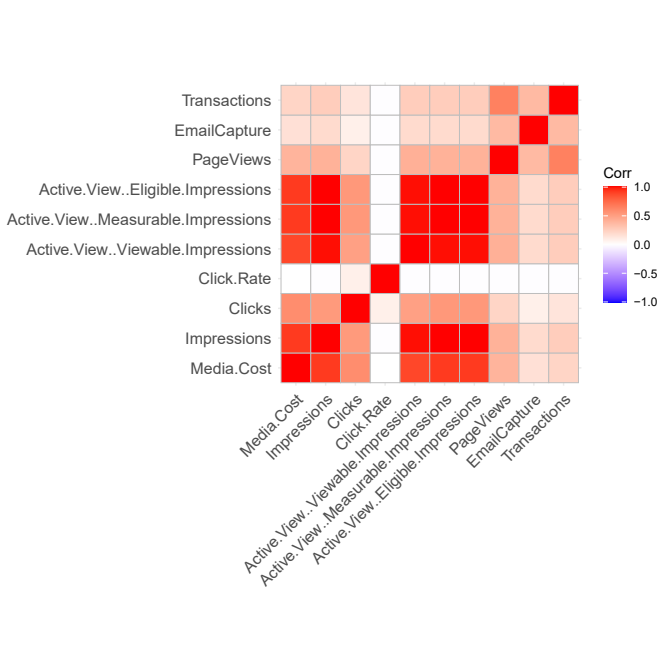 Transactions
EmailCapture
PageViews
Active.View..Eligible.Impressions
Active.View..Measurable.Impressions
Active.View..Viewable.Impressions
Click.Rate
Clicks
Impressions
Media.Cost
Corr
1.0
0.5
0.0
−0.5
−1.0
Media.Cost
Impressions
Clicks
Click.Rate
Active.View..Viewable.Impressions
Active.View..Measurable.Impressions
Active.View..Eligible.Impressions
PageViews
EmailCapture
Transactions